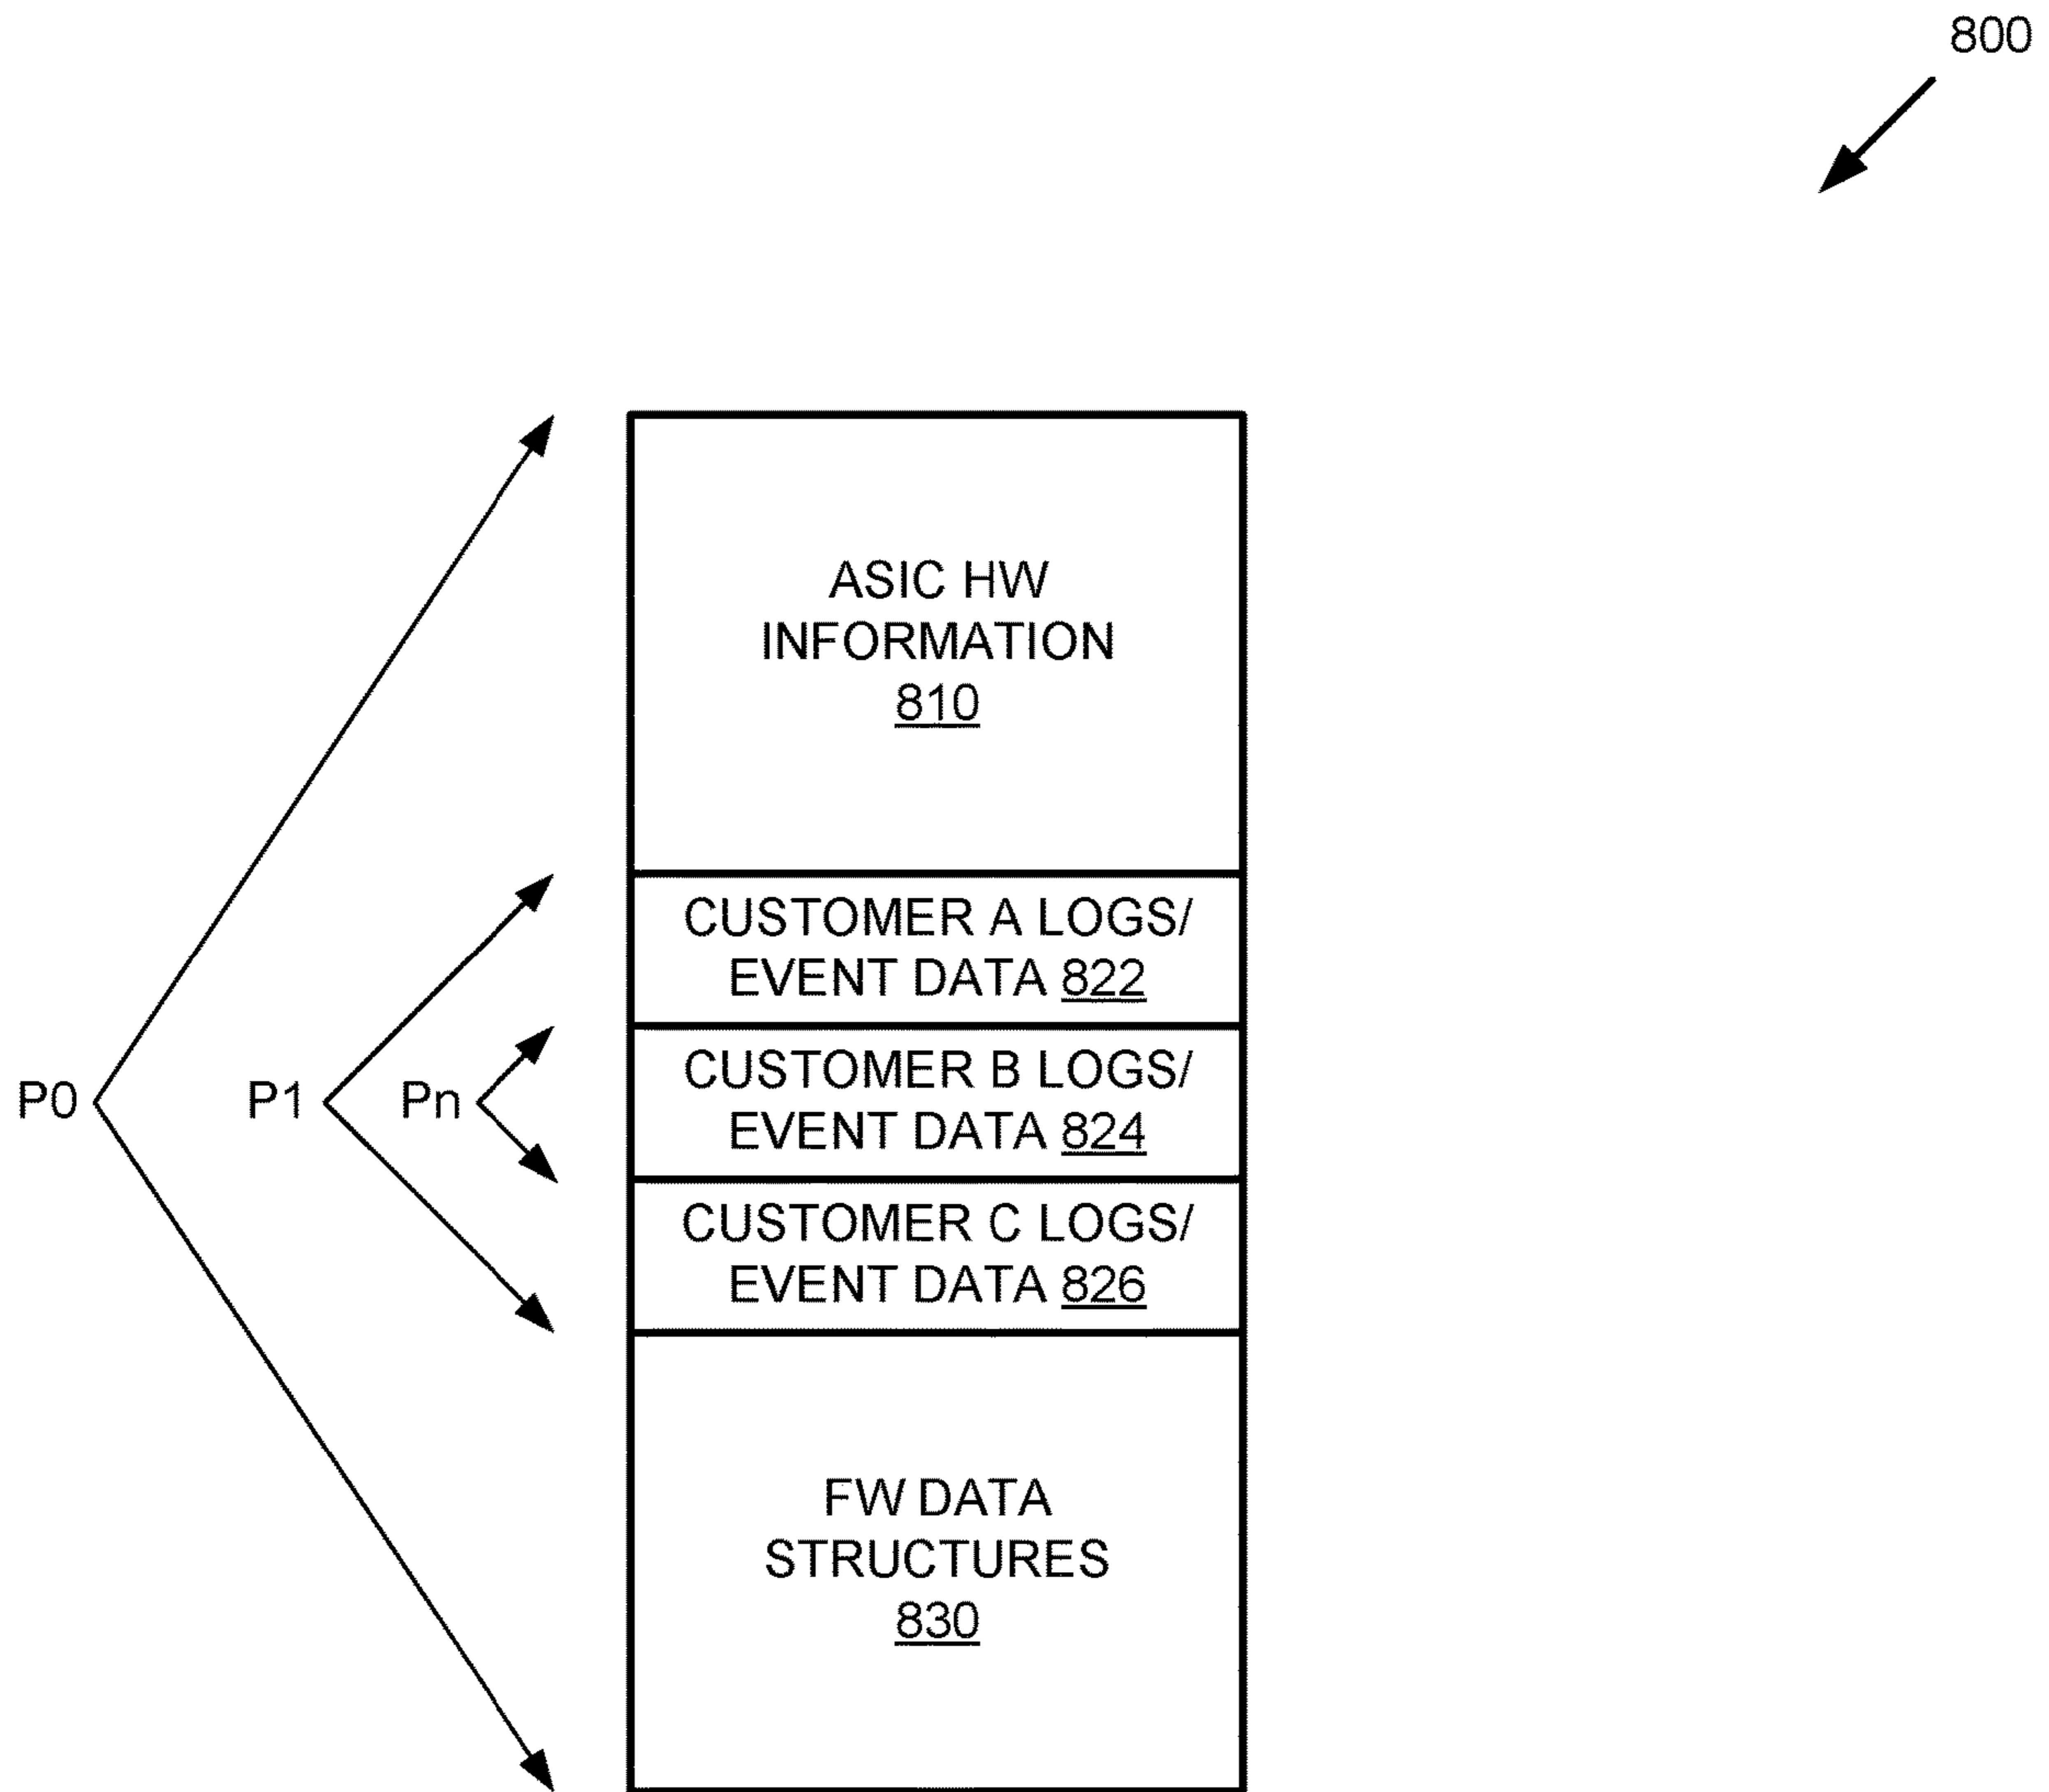 800
ASIC HW
INFORMATION
810
CUSTOMER A LOGS/
EVENT DATA 822
P0
P1
Pn
CUSTOMER B LOGS/
EVENT DATA 824
CUSTOMER C LOGS/
EVENT DATA 826
FW DATA
STRUCTURES
830